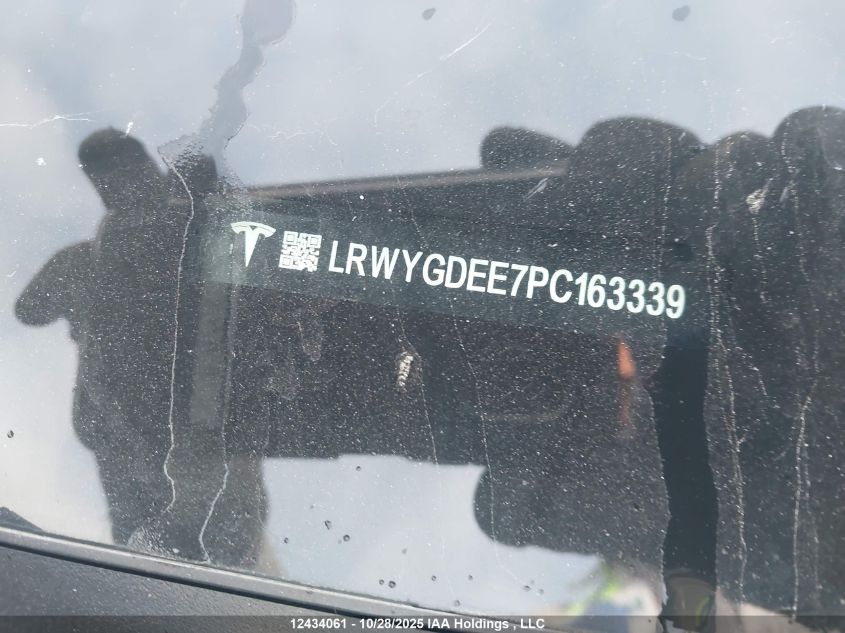 LRWYGDEE7PC163339
12434061 - 10/28/2025 IAA Holdings , LLC